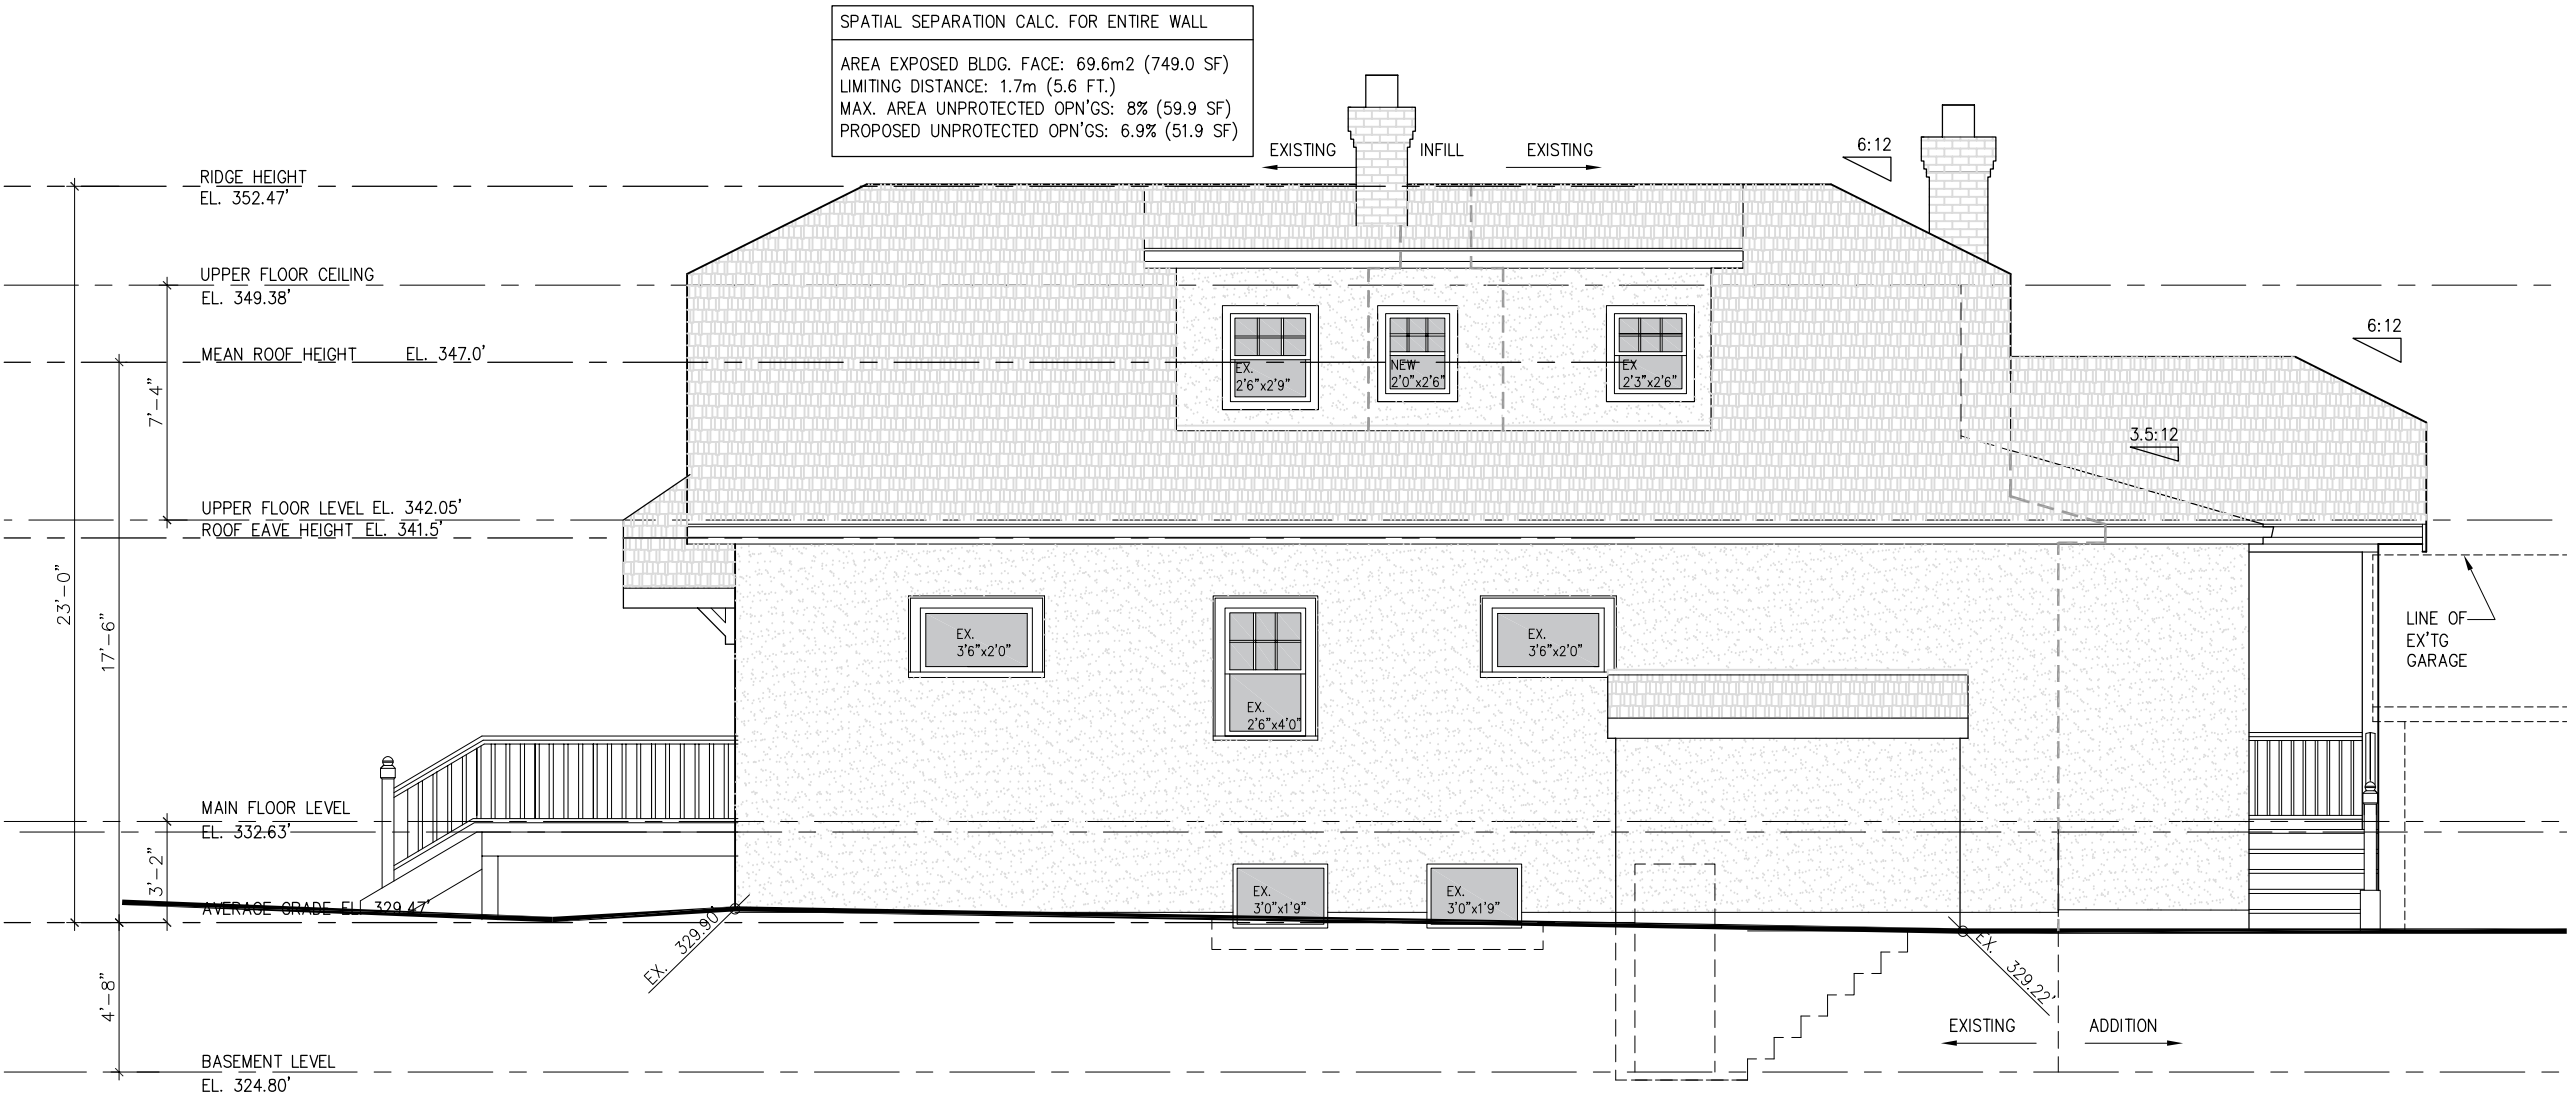 SPATIAL SEPARATION CALC. FOR ENTIRE WALL
AREA EXPOSED BLDG. FACE: 69.6m2 (749.0 SF)
LIMITING DISTANCE: 1.7m (5.6 FT.)
MAX. AREA UNPROTECTED OPN'GS: 8% (59.9 SF)
PROPOSED UNPROTECTED OPN'GS: 6.9% (51.9 SF)
EXISTING
INFILL
EXISTING
6:12
RIDGE HEIGHT
EL. 352.47'
UPPER FLOOR CEILING
EL. 349.38'
MEAN ROOF HEIGHT EL. 347.0'
6:12
7'-4"
EX.
2'6"x2'9"
NEW
2'0"x2'6"
EX
2'3"x2'6"
3.5:12
UPPER FLOOR LEVEL EL. 342.05'
ROOF EAVE HEIGHT EL. 341.5'
23'-0"
17'-6"
EX.
3'6"x2'0"
EX.
2'6"x4'0"
EX.
3'6"x2'0"
LINE OF
EX'TG
GARAGE
MAIN FLOOR LEVEL
EL. 332.63'
3'-2"
AVERAGE GRADE EL. 329.47'
EX.
3'0"x1'9"
EX.
3'0"x1'9"
EX. 329.90'
EX. 329.22'
4'-8"
EXISTING
ADDITION
BASEMENT LEVEL
EL. 324.80'